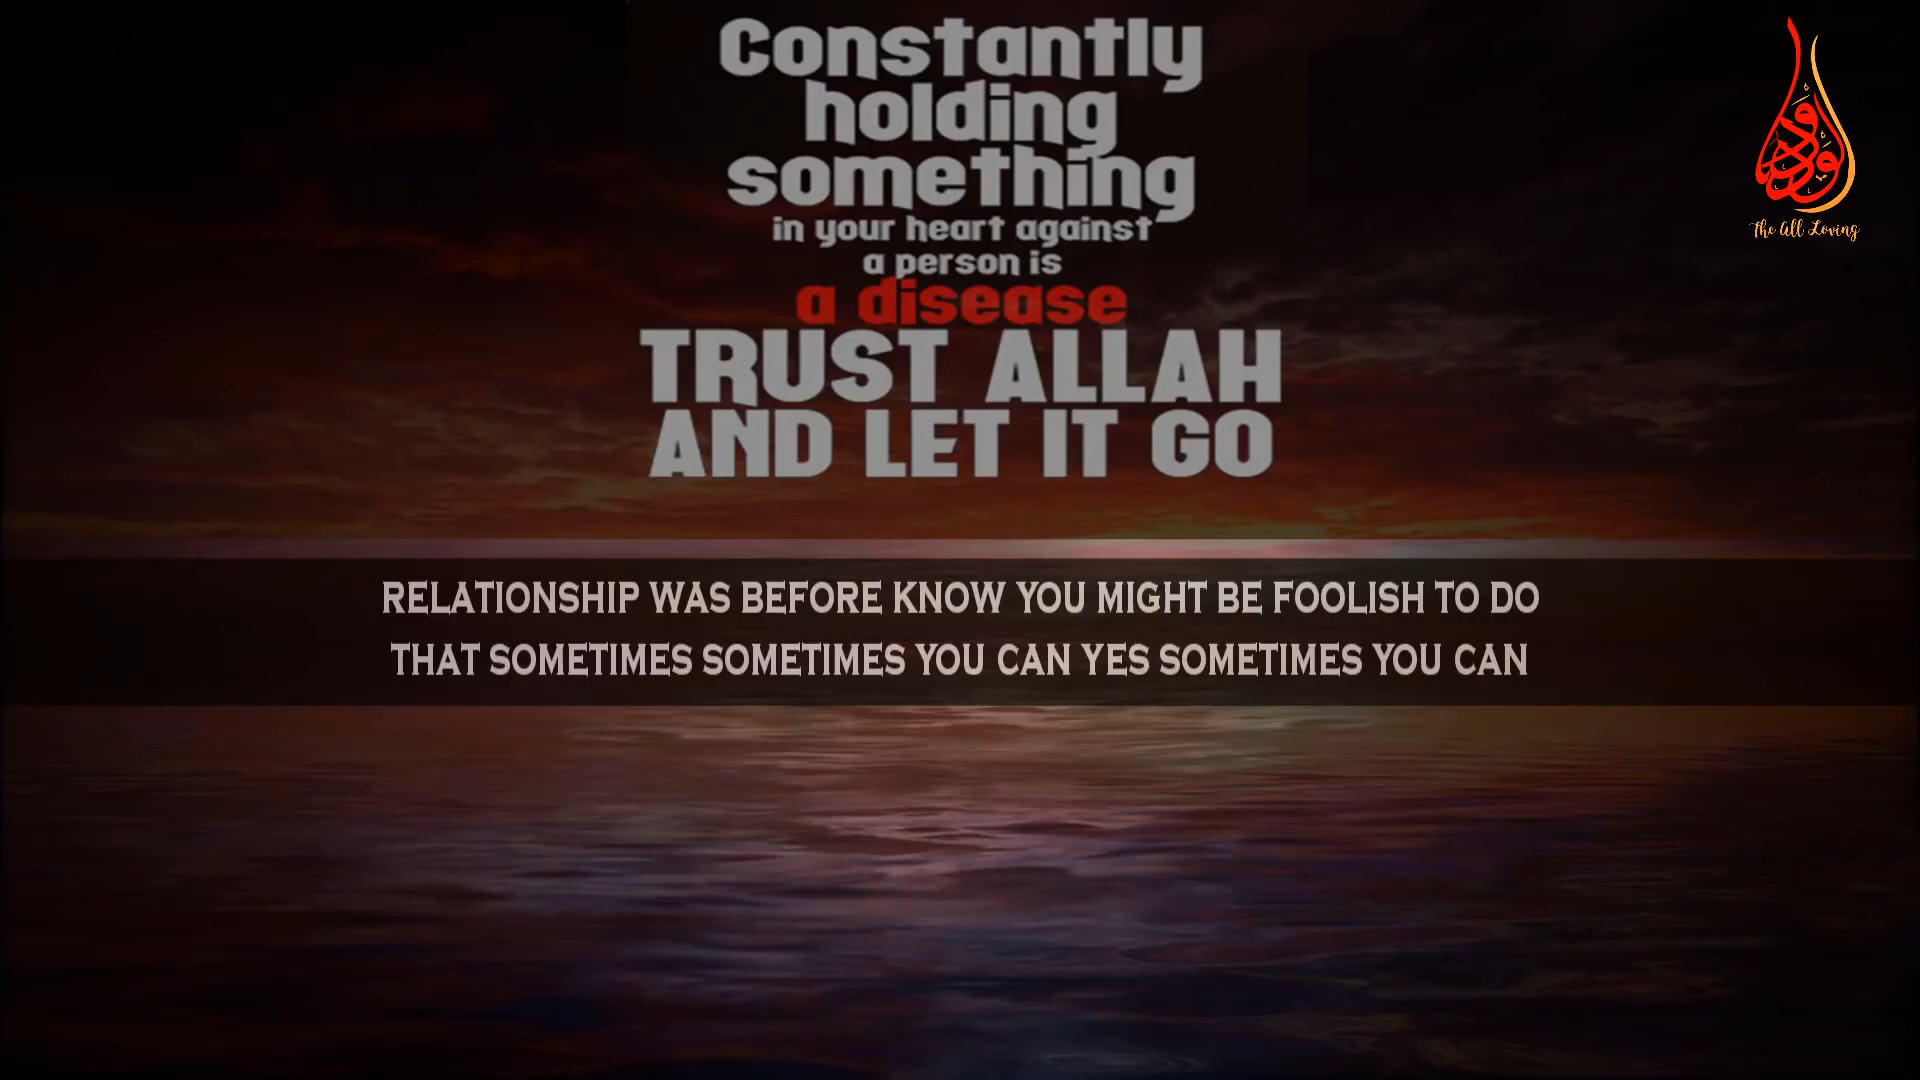 Constantly
holding
something
in your heart against
a person is
a disease
TRUST ALLAH
AND LET IT GO
The All Loving
RELATIONSHIP WAS BEFORE KNOW YOU MIGHT BE FOOLISH TO DO
THAT SOMETIMES SOMETIMES YOU CAN YES SOMETIMES YOU CAN